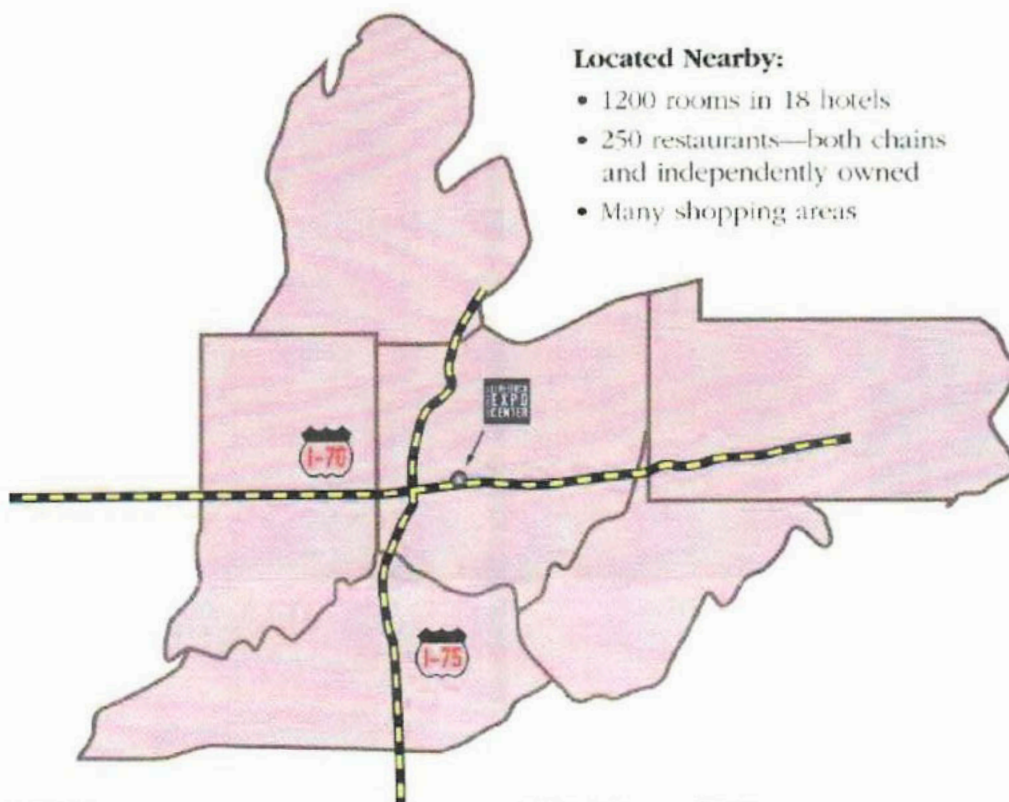 Located Nearby:
• 1200 rooms in 18 hotels
• 250 restaurants—both chains
and independently owned
• Many shopping areas
EXPO
CENTER
I-70
I-75